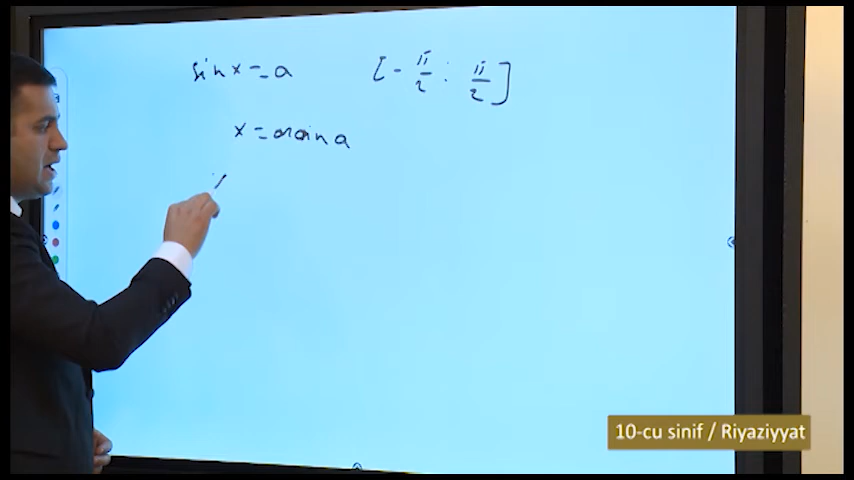 sin x = a [ - π/2 ; π/2 ]
x = arcsin a
10-cu sinif / Riyaziyyat